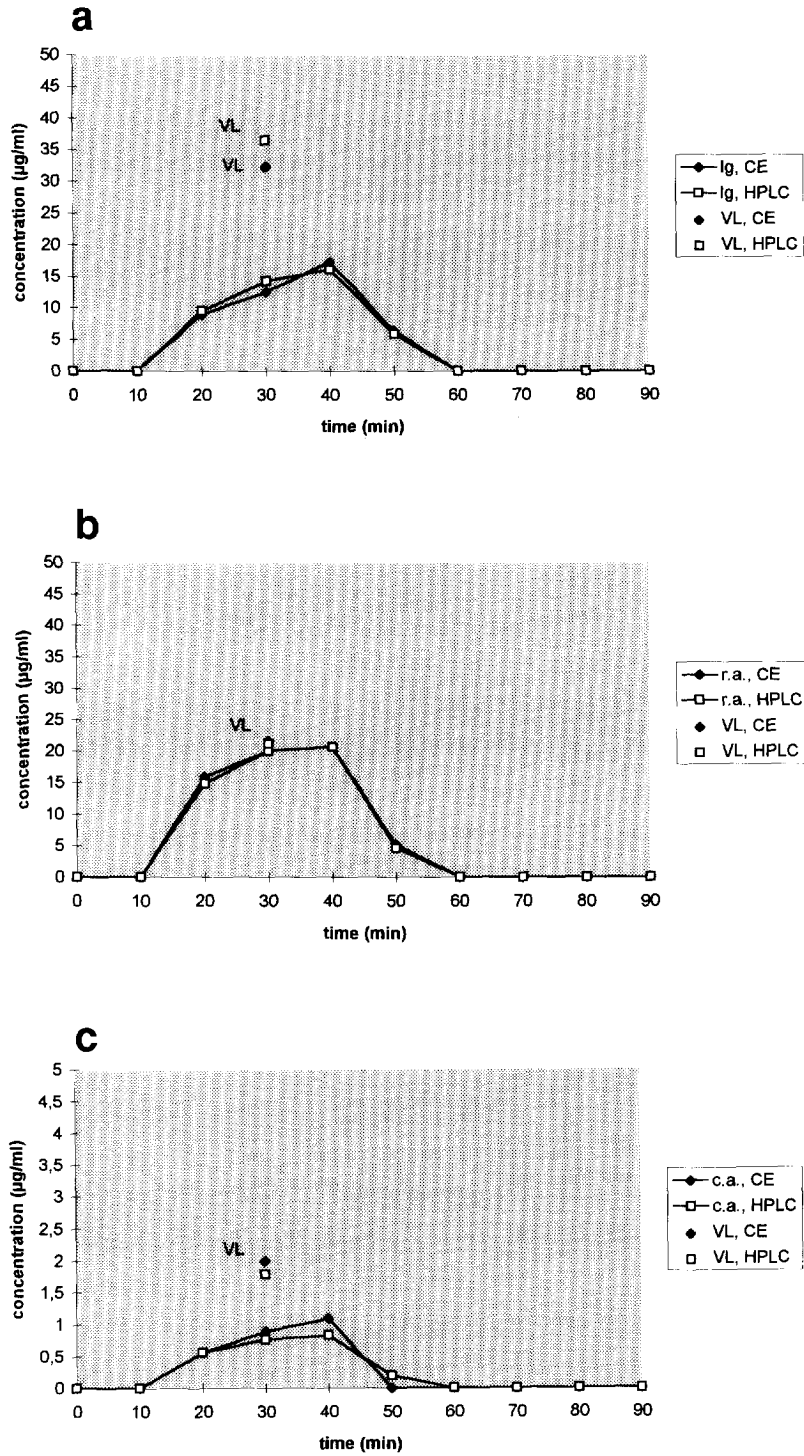 a
50
45
40
35
30
25
20
15
10
5
0
concentration (µg/ml)
VL
VL
0 10 20 30 40 50 60 70 80 90
time (min)
lg, CE
lg, HPLC
VL, CE
VL, HPLC
b
50
45
40
35
30
25
20
15
10
5
0
concentration (µg/ml)
VL
0 10 20 30 40 50 60 70 80 90
time (min)
r.a., CE
r.a., HPLC
VL, CE
VL, HPLC
c
5
4,5
4
3,5
3
2,5
2
1,5
1
0,5
0
concentration (µg/ml)
VL
0 10 20 30 40 50 60 70 80 90
time (min)
c.a., CE
c.a., HPLC
VL, CE
VL, HPLC